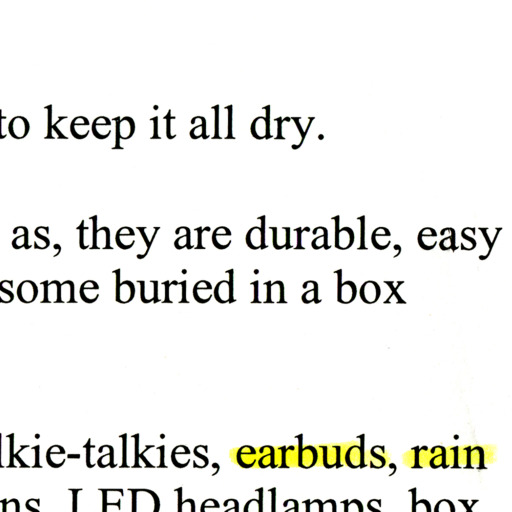 to keep it all dry.
as, they are durable, easy
some buried in a box
lkie-talkies, earbuds, rain
ns, LED headlamps, box